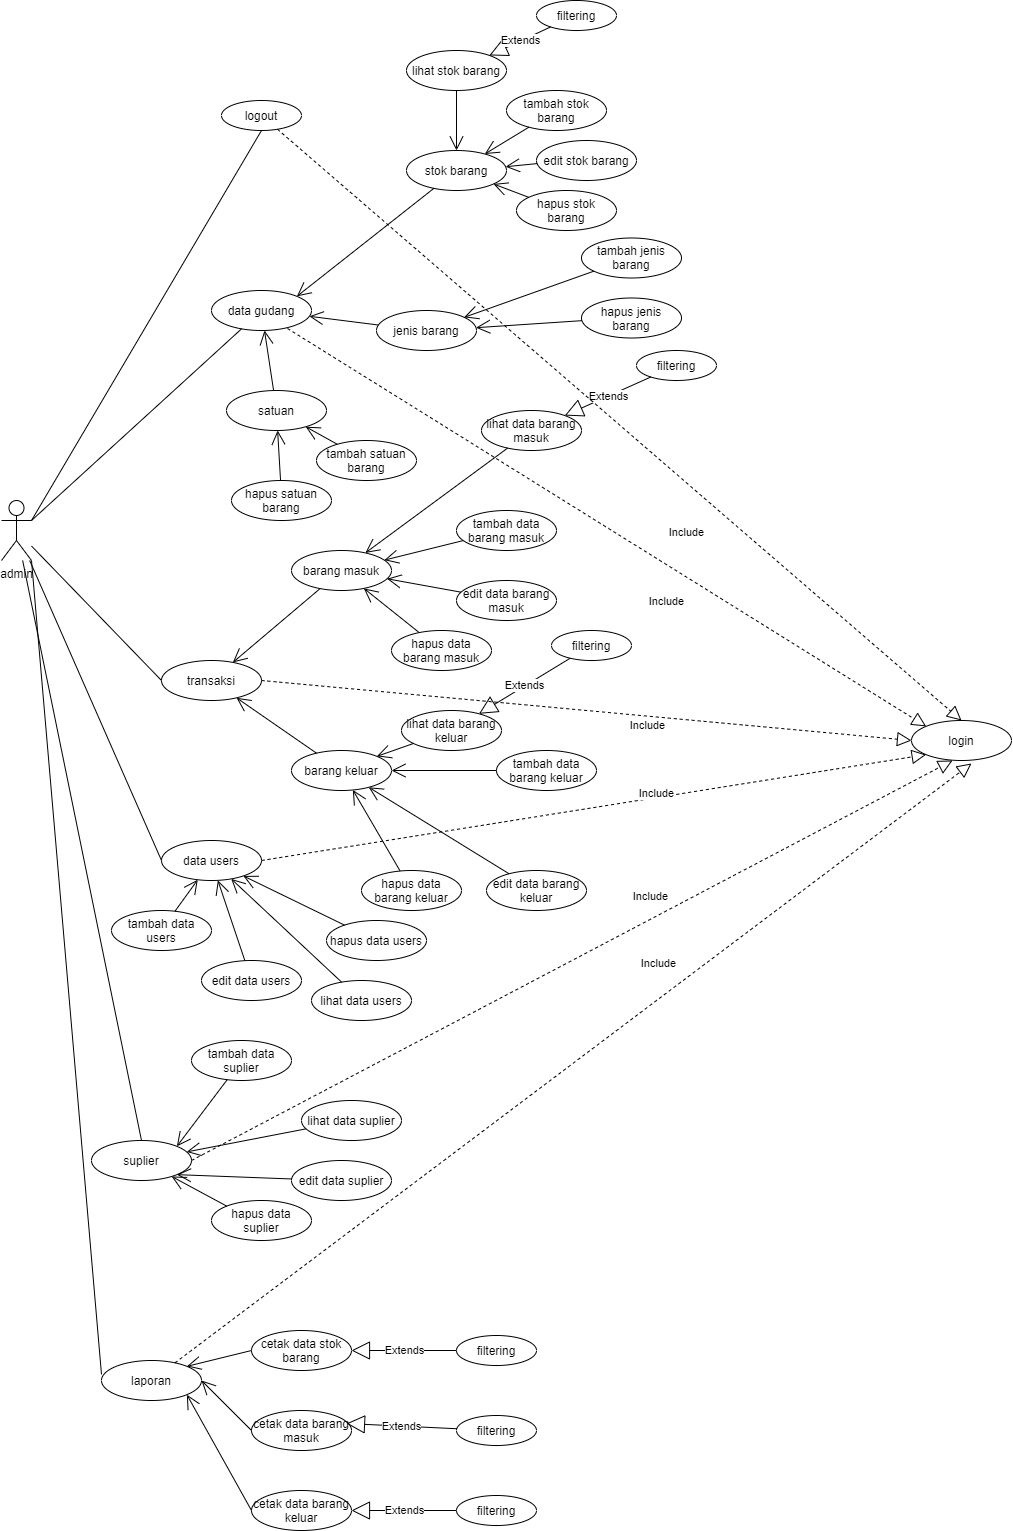 filtering
Extends
lihat stok barang
tambah stok
barang
logout
edit stok barang
stok barang
hapus stok
barang
tambah jenis
barang
data gudang
hapus jenis
barang
jenis barang
filtering
Extends
satuan
lihat data barang
masuk
tambah satuan
barang
hapus satuan
barang
tambah data
barang masuk
Include
admin
barang masuk
edit data barang
masuk
Include
hapus data
barang masuk
filtering
transaksi
Extends
lihat data barang
keluar
Include
login
barang keluar
tambah data
barang keluar
Include
data users
hapus data
barang keluar
edit data barang
keluar
Include
tambah data
users
hapus data users
Include
edit data users
lihat data users
tambah data
suplier
lihat data suplier
suplier
edit data suplier
hapus data
suplier
cetak data stok
barang
Extends
filtering
laporan
cetak data barang
masuk
Extends
filtering
cetak data barang
keluar
Extends
filtering